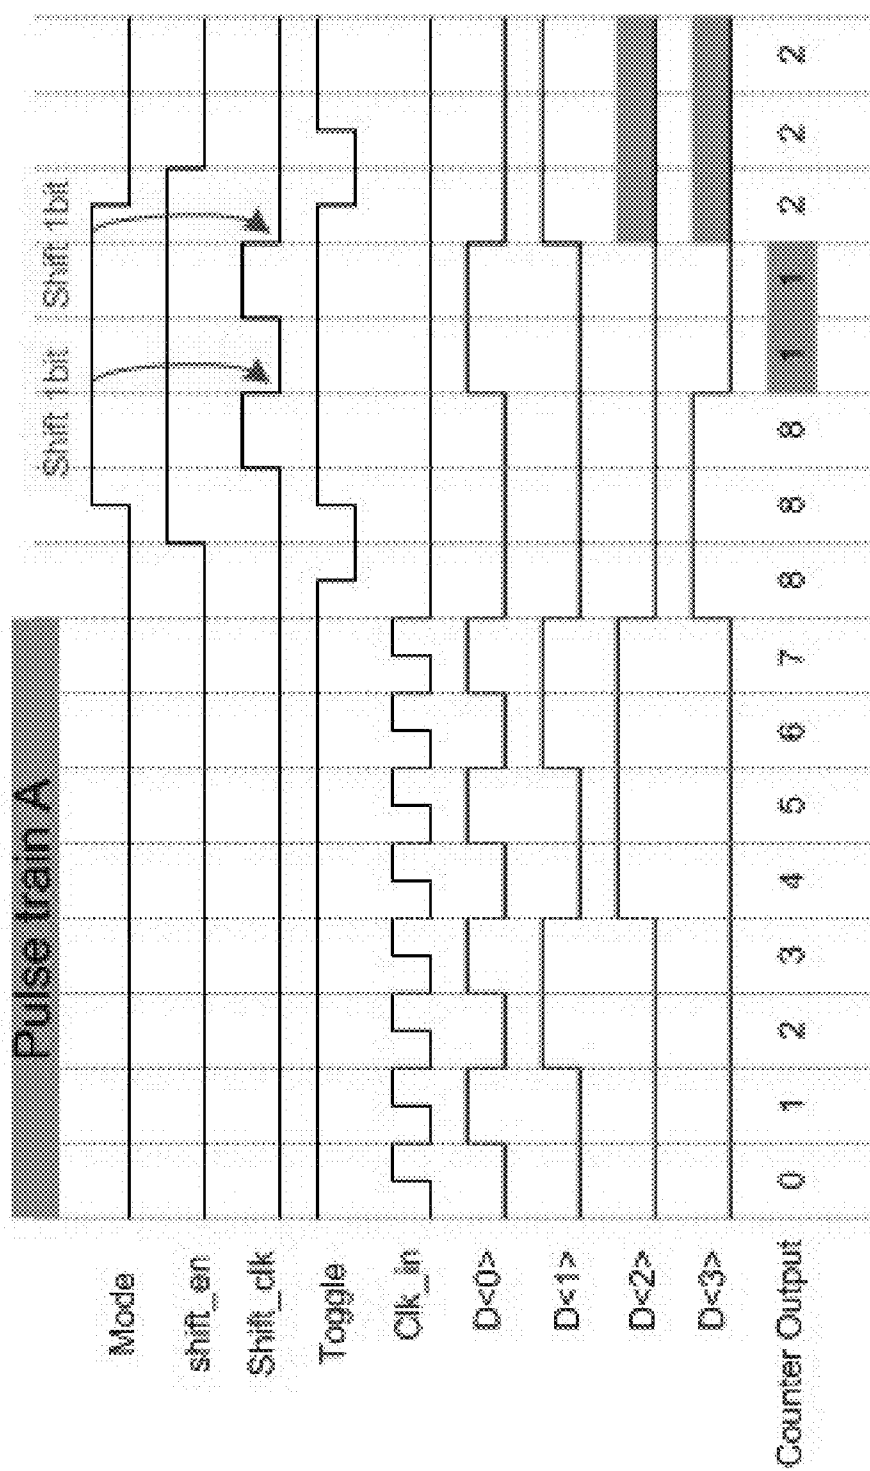 Pulse train A
Shift 1bit
Shift 1bit
Mode
shift_en
Shift_clk
Toggle
Clk_in
D<0>
D<1>
D<2>
D<3>
Counter Output 0 1 2 3 4 5 6 7 8 8 8 1 1 2 2 2